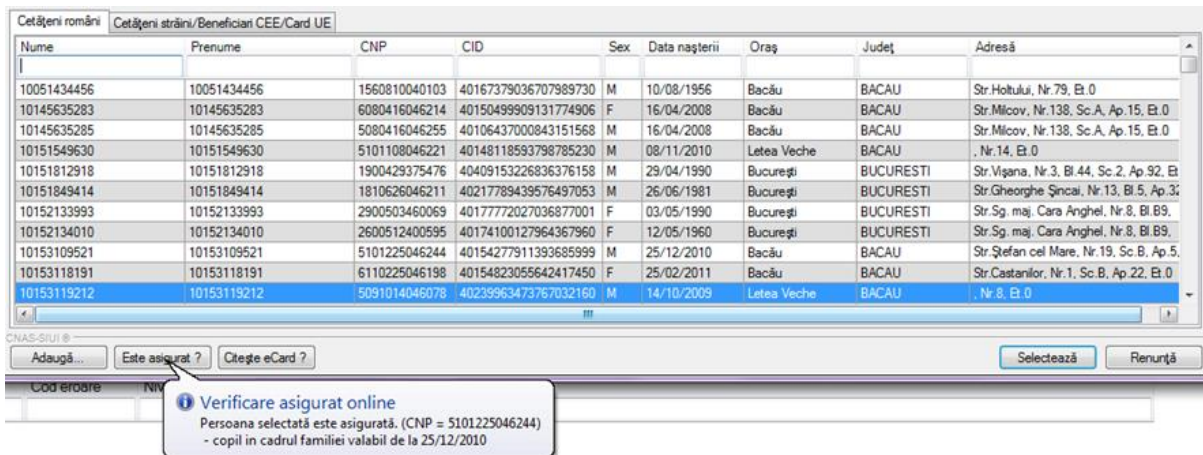 Cetăţeni români Cetăţeni străini/Beneficiari CEE/Card UE
Nume Prenume CNP CID Sex Data naşterii Oraş Judeţ Adresă
10051434456 10051434456 1560810040103 40167379036707989730 M 10/08/1956 Bacău BACAU Str.Holtului, Nr.79, Et.0
10145635283 10145635283 6080416046214 40150499909131774906 F 16/04/2008 Bacău BACAU Str.Milcov, Nr.138, Sc.A, Ap.15, Et.0
10145635285 10145635285 5080416046255 40106437000843151568 M 16/04/2008 Bacău BACAU Str.Milcov, Nr.138, Sc.A, Ap.15, Et.0
10151549630 10151549630 5101108046221 40148118593798785230 M 08/11/2010 Letea Veche BACAU , Nr.14, Et.0
10151812918 10151812918 1900429375476 40409153226836376158 M 29/04/1990 Bucureşti BUCURESTI Str.Vişana, Nr.3, Bl.44, Sc.2, Ap.92, Et
10151849414 10151849414 1810626046211 40217789439576497053 M 26/06/1981 Bucureşti BUCURESTI Str.Gheorghe Şincai, Nr.13, Bl.5, Ap.32
10152133993 10152133993 2900503460069 40177772027036877001 F 03/05/1990 Bucureşti BUCURESTI Str.Sg. maj. Cara Anghel, Nr.8, Bl.B9,
10152134010 10152134010 2600512400595 40174100127964367960 F 12/05/1960 Bucureşti BUCURESTI Str.Sg. maj. Cara Anghel, Nr.8, Bl.B9,
10153109521 10153109521 5101225046244 40154277911393685999 M 25/12/2010 Bacău BACAU Str.Ştefan cel Mare, Nr.19, Sc.B, Ap.5,
10153118191 10153118191 6110225046198 40154823055642417450 F 25/02/2011 Bacău BACAU Str.Castanilor, Nr.1, Sc.B, Ap.22, Et.0
10153119212 10153119212 5091014046078 40239963473767032160 M 14/10/2009 Letea Veche BACAU , Nr.8, Et.0
CNAS-SIUI ®
Adaugă... Este asigurat ? Citeşte eCard ? Selectează Renunţă
Cod eroare
Verificare asigurat online
Persoana selectată este asigurată. (CNP = 5101225046244)
- copil in cadrul familiei valabil de la 25/12/2010